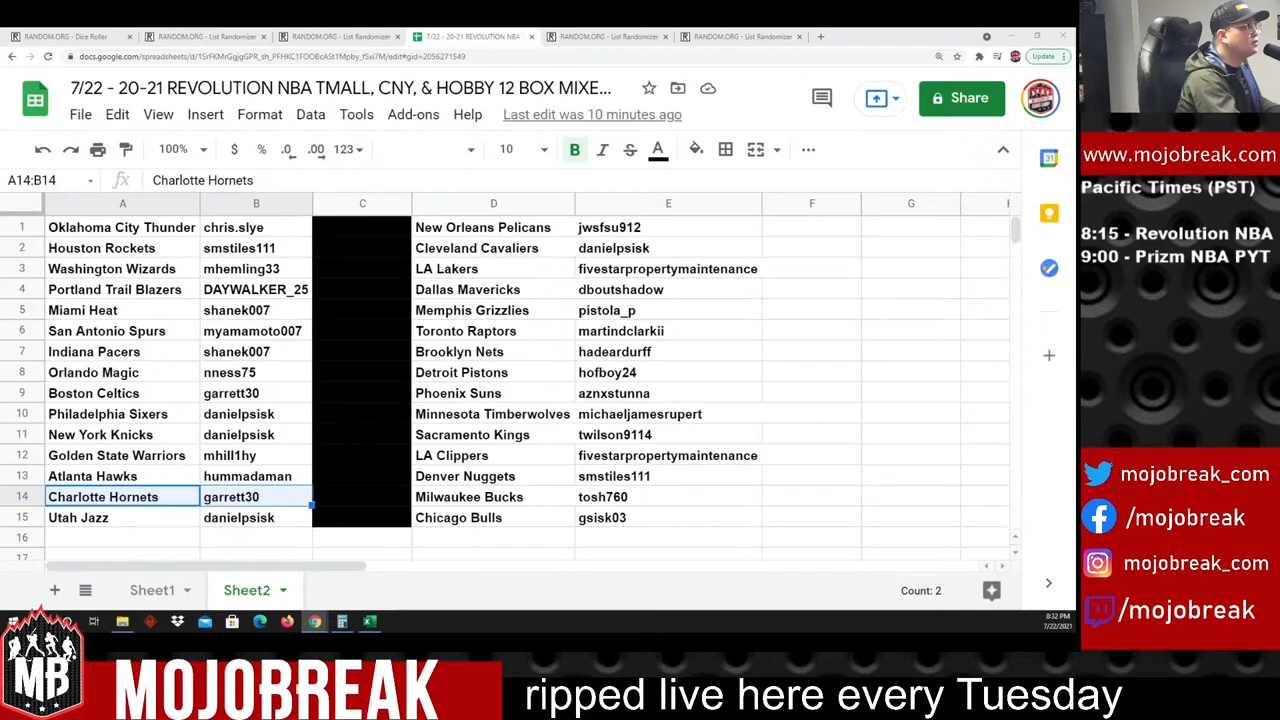 RANDOM.ORG - Dice Roller
RANDOM.ORG - List Randomizer
RANDOM.ORG - List Randomizer
7/22 - 20-21 REVOLUTION NBA
RANDOM.ORG - List Randomizer
RANDOM.ORG - List Randomizer
Update
7/22 - 20-21 REVOLUTION NBA TMALL, CNY, & HOBBY 12 BOX MIXE...
Share
File Edit View Insert Format Data Tools Add-ons Help Last edit was 10 minutes ago
100% $ % .0 .00 123 10 B I S A
A14:B14 fx Charlotte Hornets
A B C D E F G
1 Oklahoma City Thunder chris.slye New Orleans Pelicans jwsfsu912
2 Houston Rockets smstiles111 Cleveland Cavaliers danielpsisk
3 Washington Wizards mhemling33 LA Lakers fivestarpropertymaintenance
4 Portland Trail Blazers DAYWALKER_25 Dallas Mavericks dboutshadow
5 Miami Heat shanek007 Memphis Grizzlies pistola_p
6 San Antonio Spurs myamamoto007 Toronto Raptors martindclarkii
7 Indiana Pacers shanek007 Brooklyn Nets hadeardurff
8 Orlando Magic nness75 Detroit Pistons hofboy24
9 Boston Celtics garrett30 Phoenix Suns aznxstunna
10 Philadelphia Sixers danielpsisk Minnesota Timberwolves michaeljamesrupert
11 New York Knicks danielpsisk Sacramento Kings twilson9114
12 Golden State Warriors mhill1hy LA Clippers fivestarpropertymaintenance
13 Atlanta Hawks hummadaman Denver Nuggets smstiles111
14 Charlotte Hornets garrett30 Milwaukee Bucks tosh760
15 Utah Jazz danielpsisk Chicago Bulls gsisk03
16
17
Sheet1 Sheet2 Count: 2
8:32 PM
7/22/2021
www.mojobreak.com
Pacific Times (PST)
8:15 - Revolution NBA
9:00 - Prizm NBA PYT
mojobreak_com
/mojobreak
mojobreak_com
/mojobreak
MB
MOJOBREAK
ripped live here every Tuesday